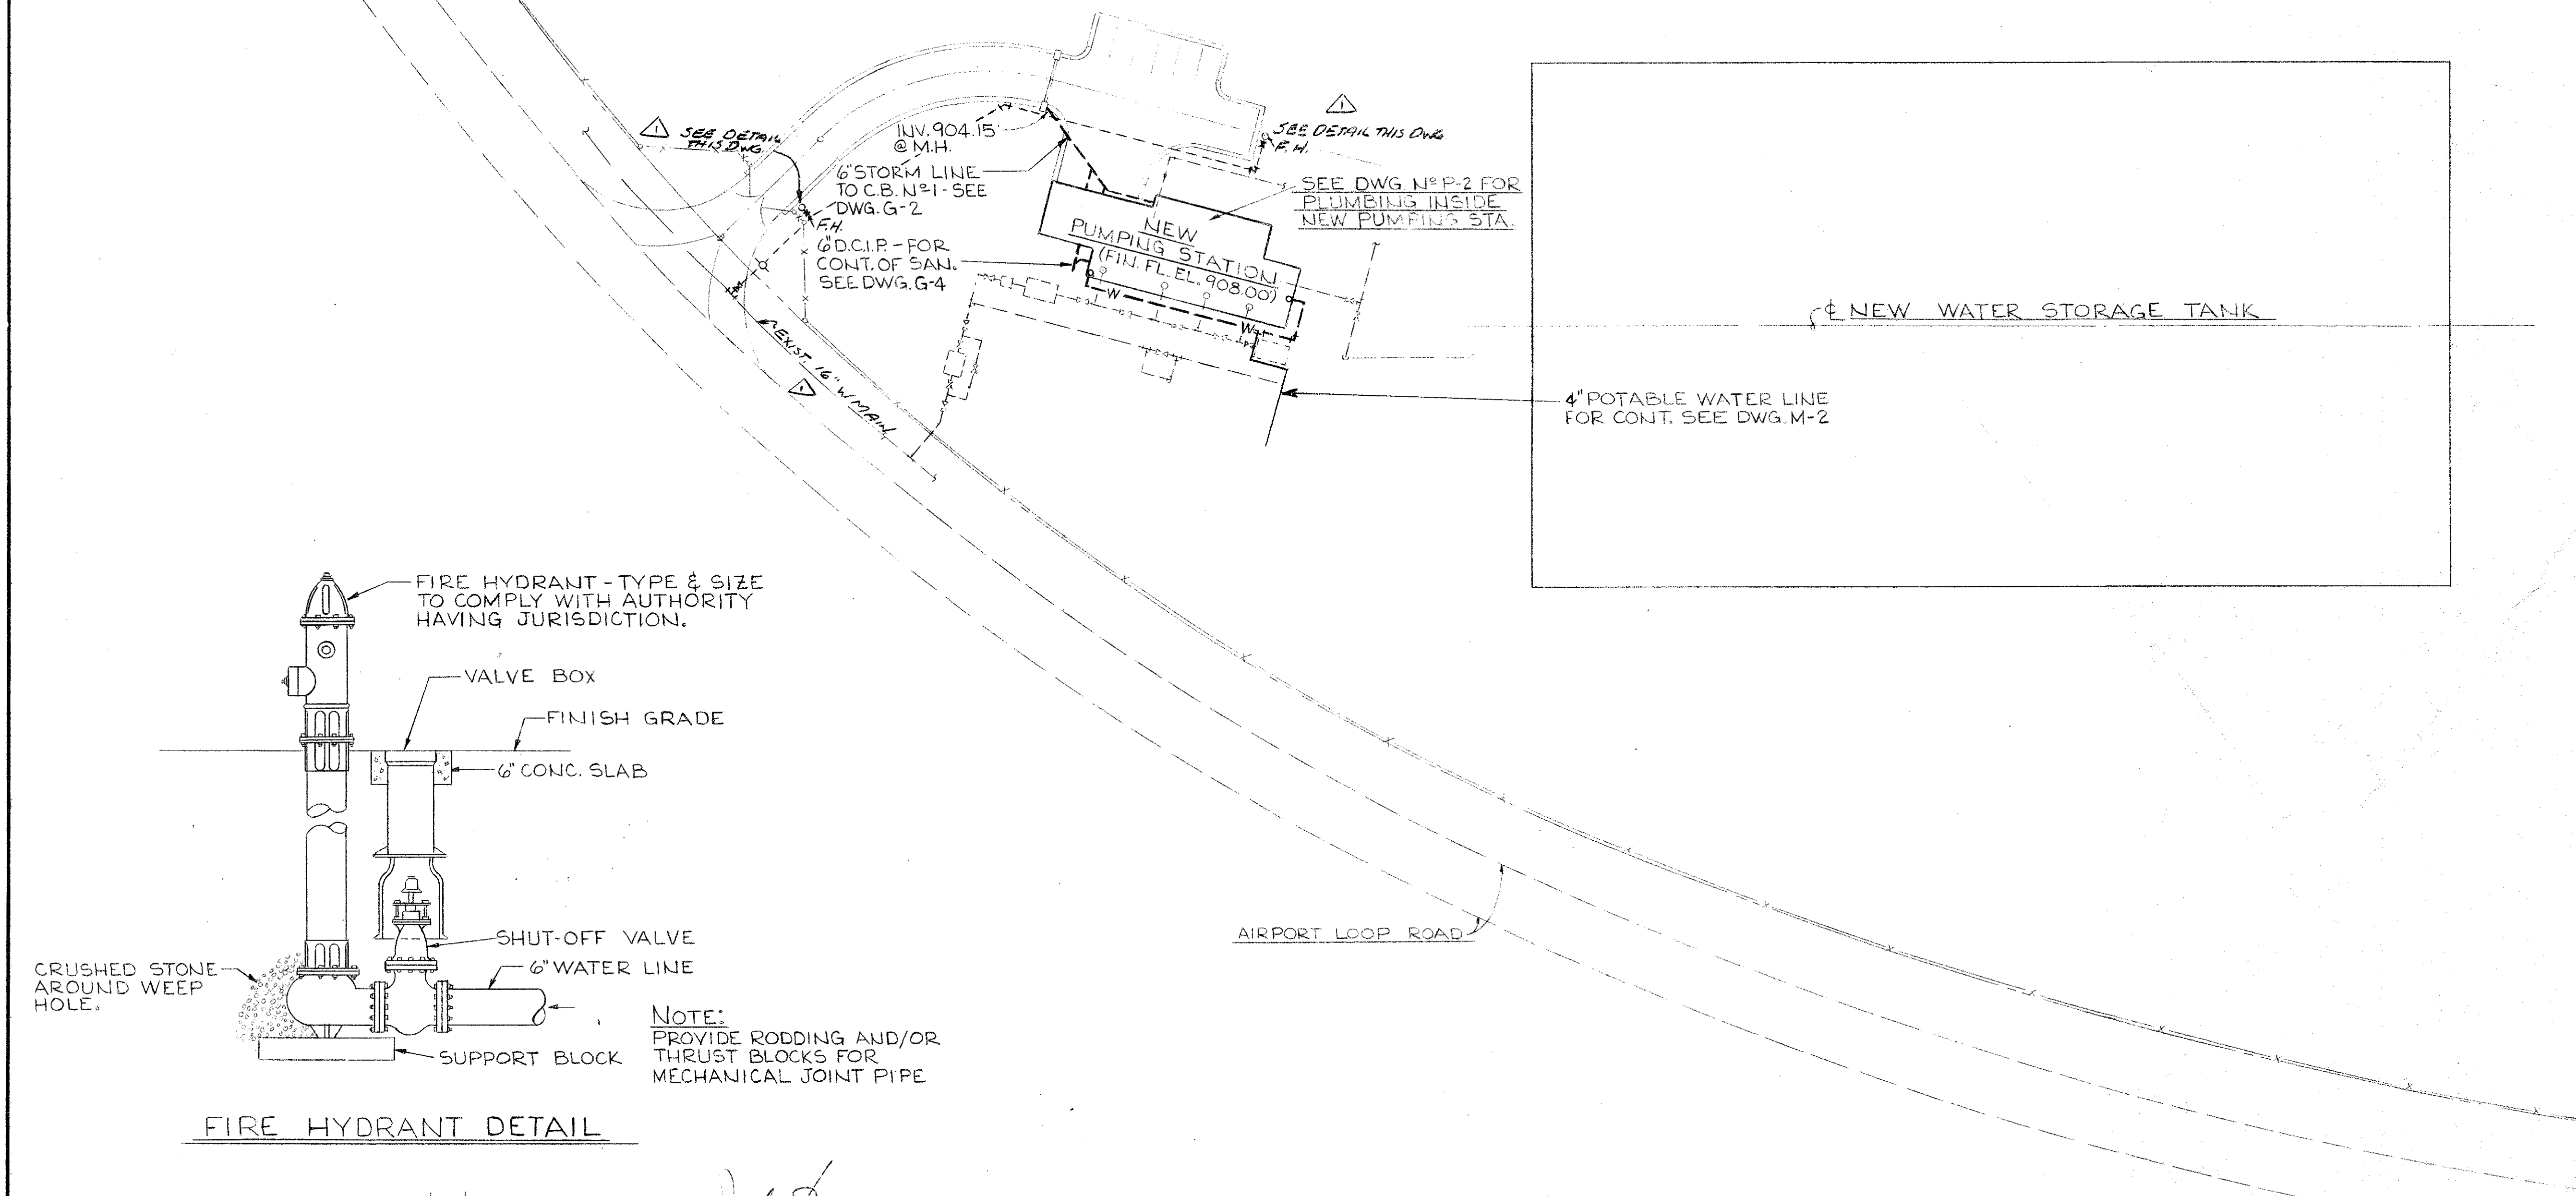 1
SEE DETAIL
THIS DWG.
INV. 904.15
@ M.H.
6" STORM LINE
TO C.B. Nº1 - SEE
DWG. G-2
F.H.
6" D.C.I.P. - FOR
CONT. OF SAN.
SEE DWG. G-4
1
SEE DETAIL THIS DWG
F.H.
SEE DWG. Nº P-2 FOR
PLUMBING INSIDE
NEW PUMPING STA.
NEW
PUMPING STATION
(FIN. FL. EL. 908.00')
W
W
EXIST. 16" W MAIN
1
₵ NEW WATER STORAGE TANK
4" POTABLE WATER LINE
FOR CONT. SEE DWG. M-2
AIRPORT LOOP ROAD
FIRE HYDRANT - TYPE & SIZE
TO COMPLY WITH AUTHORITY
HAVING JURISDICTION.
VALVE BOX
FINISH GRADE
6" CONC. SLAB
SHUT-OFF VALVE
6" WATER LINE
CRUSHED STONE
AROUND WEEP
HOLE.
SUPPORT BLOCK
NOTE:
PROVIDE RODDING AND/OR
THRUST BLOCKS FOR
MECHANICAL JOINT PIPE
FIRE HYDRANT DETAIL